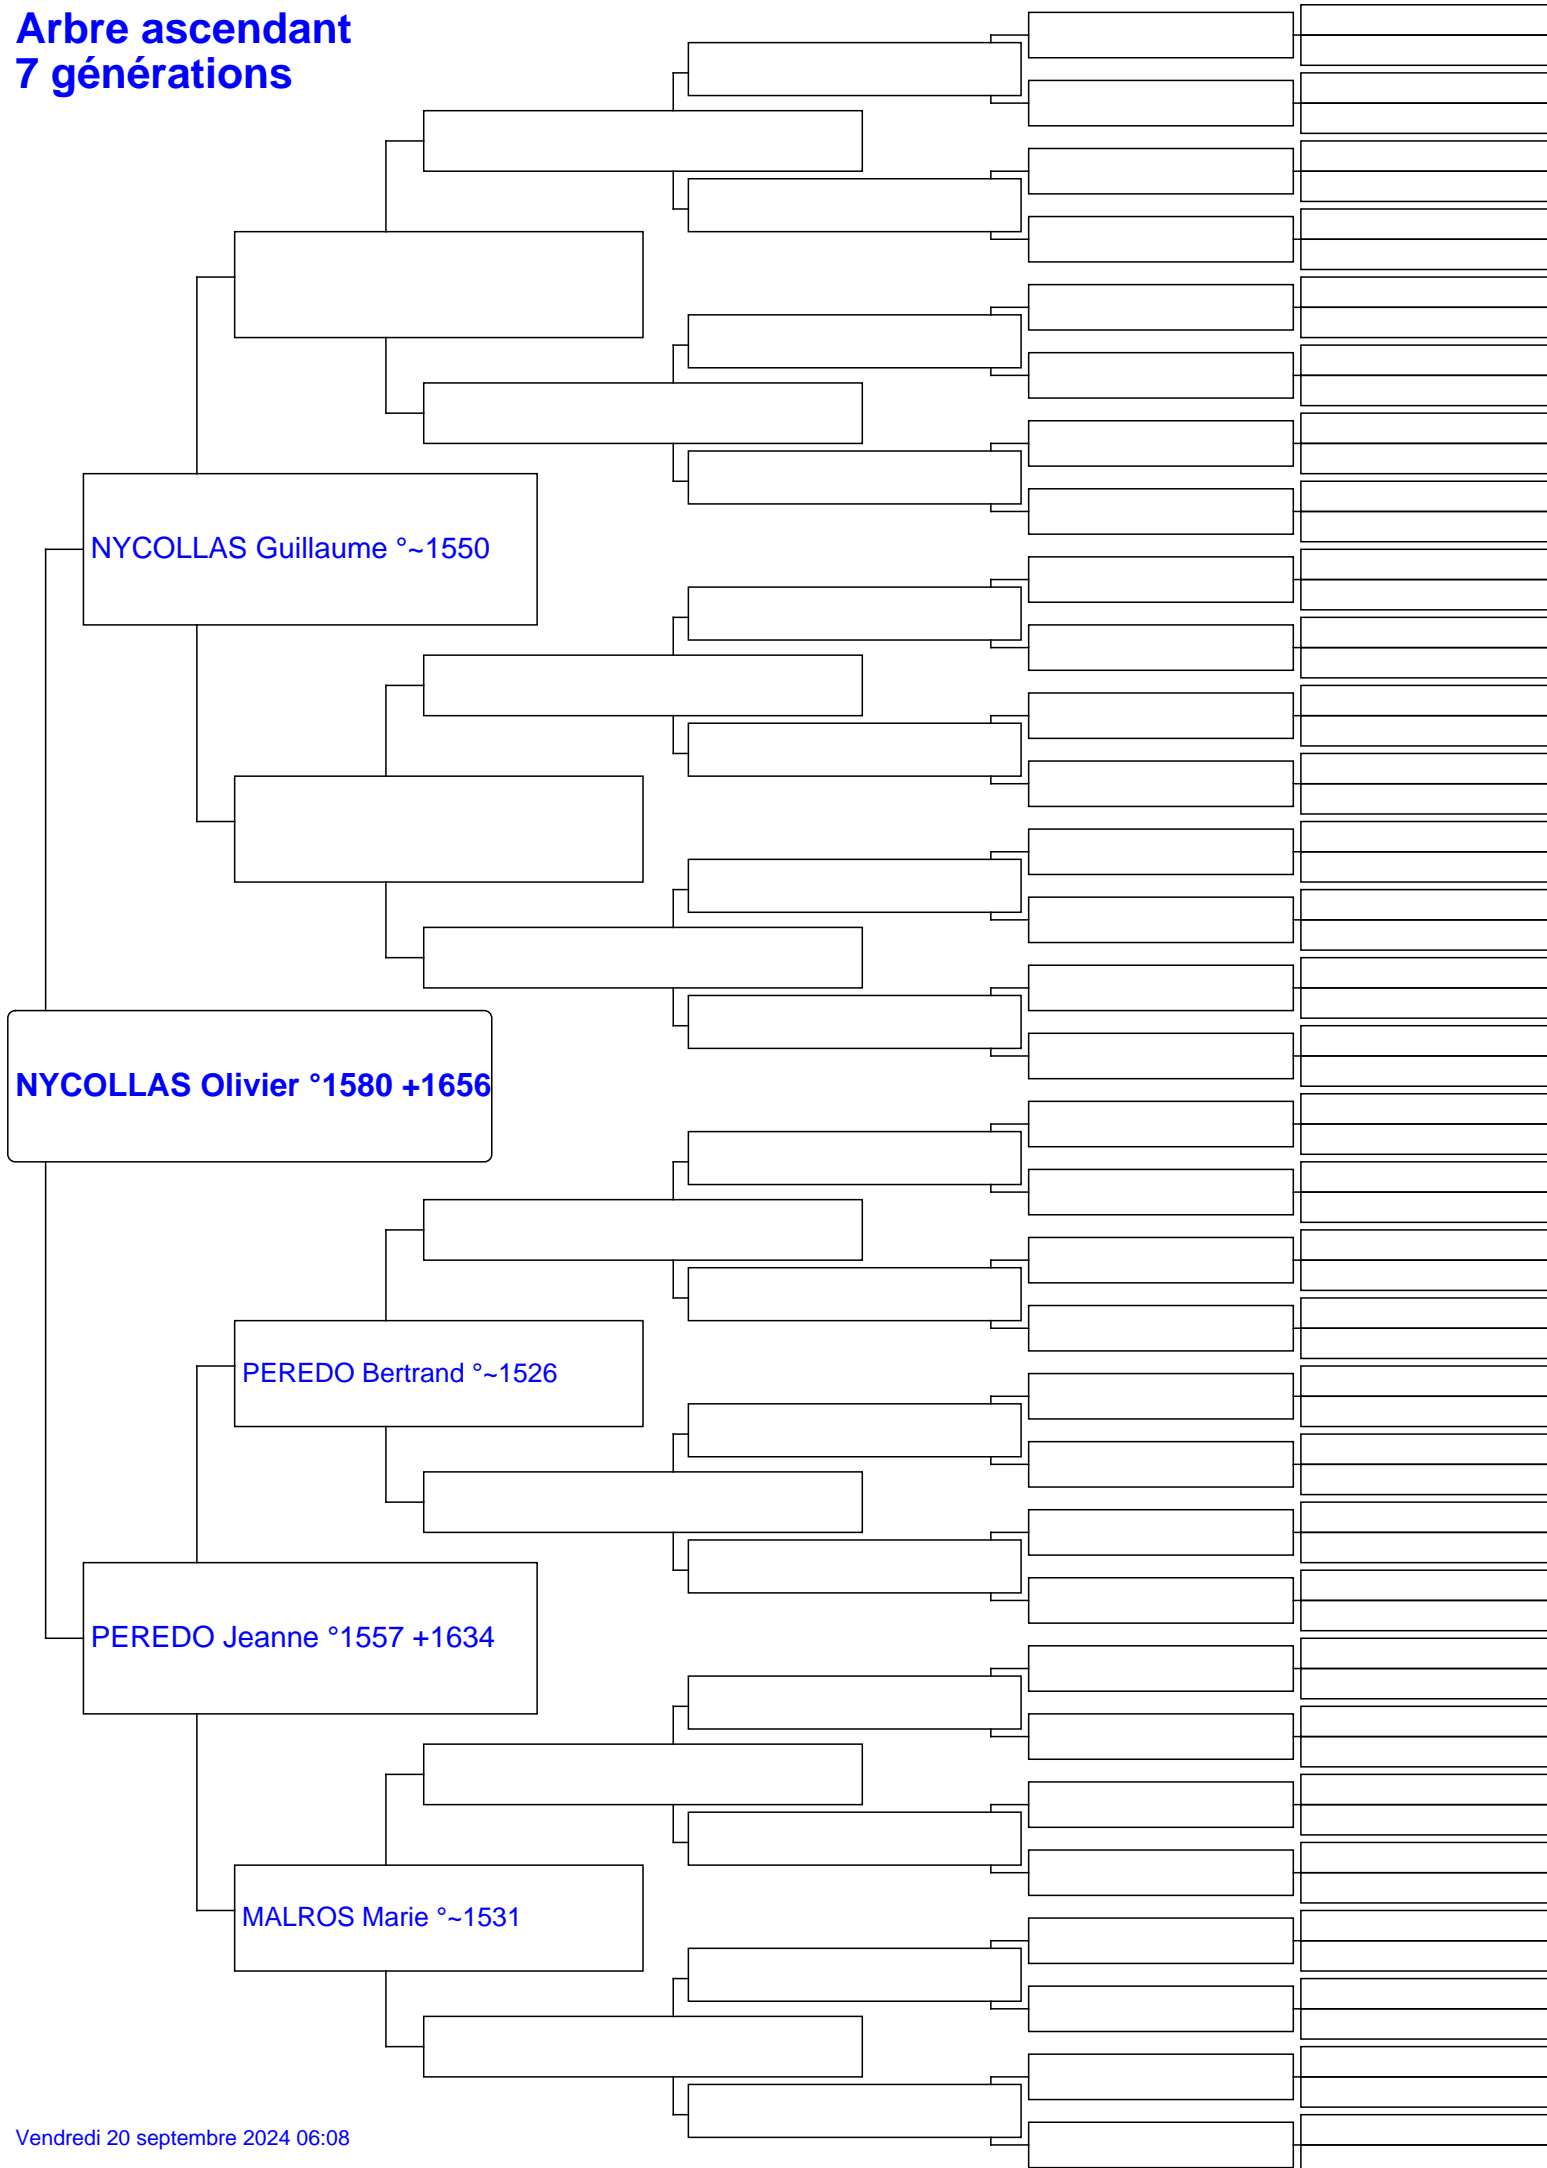 Arbre ascendant
7 générations
NYCOLLAS Guillaume °~1550
NYCOLLAS Olivier °1580 +1656
PEREDO Bertrand °~1526
PEREDO Jeanne °1557 +1634
MALROS Marie °~1531
Vendredi 20 septembre 2024 06:08